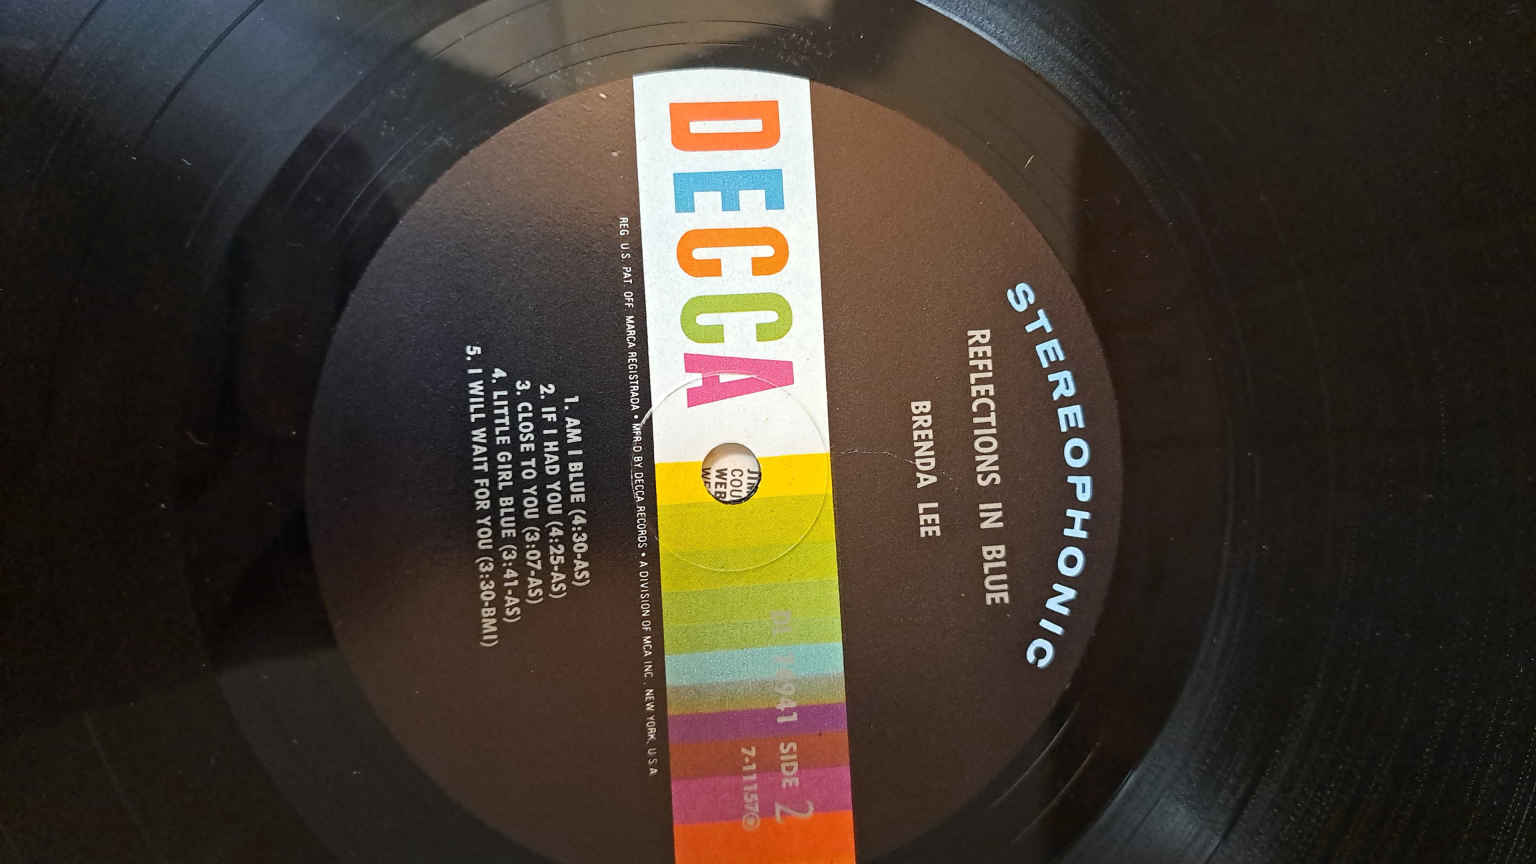 STEREOPHONIC
REFLECTIONS IN BLUE
BRENDA LEE
DECCA
SIDE 2
7-11157
REG. U.S. PAT. OFF. MARCA REGISTRADA • MFR'D BY DECCA RECORDS • A DIVISION OF MCA INC., NEW YORK, U.S.A.
1. AM I BLUE (4:30-AS)
2. IF I HAD YOU (4:25-AS)
3. CLOSE TO YOU (3:07-AS)
4. LITTLE GIRL BLUE (3:41-AS)
5. I WILL WAIT FOR YOU (3:30-BMI)